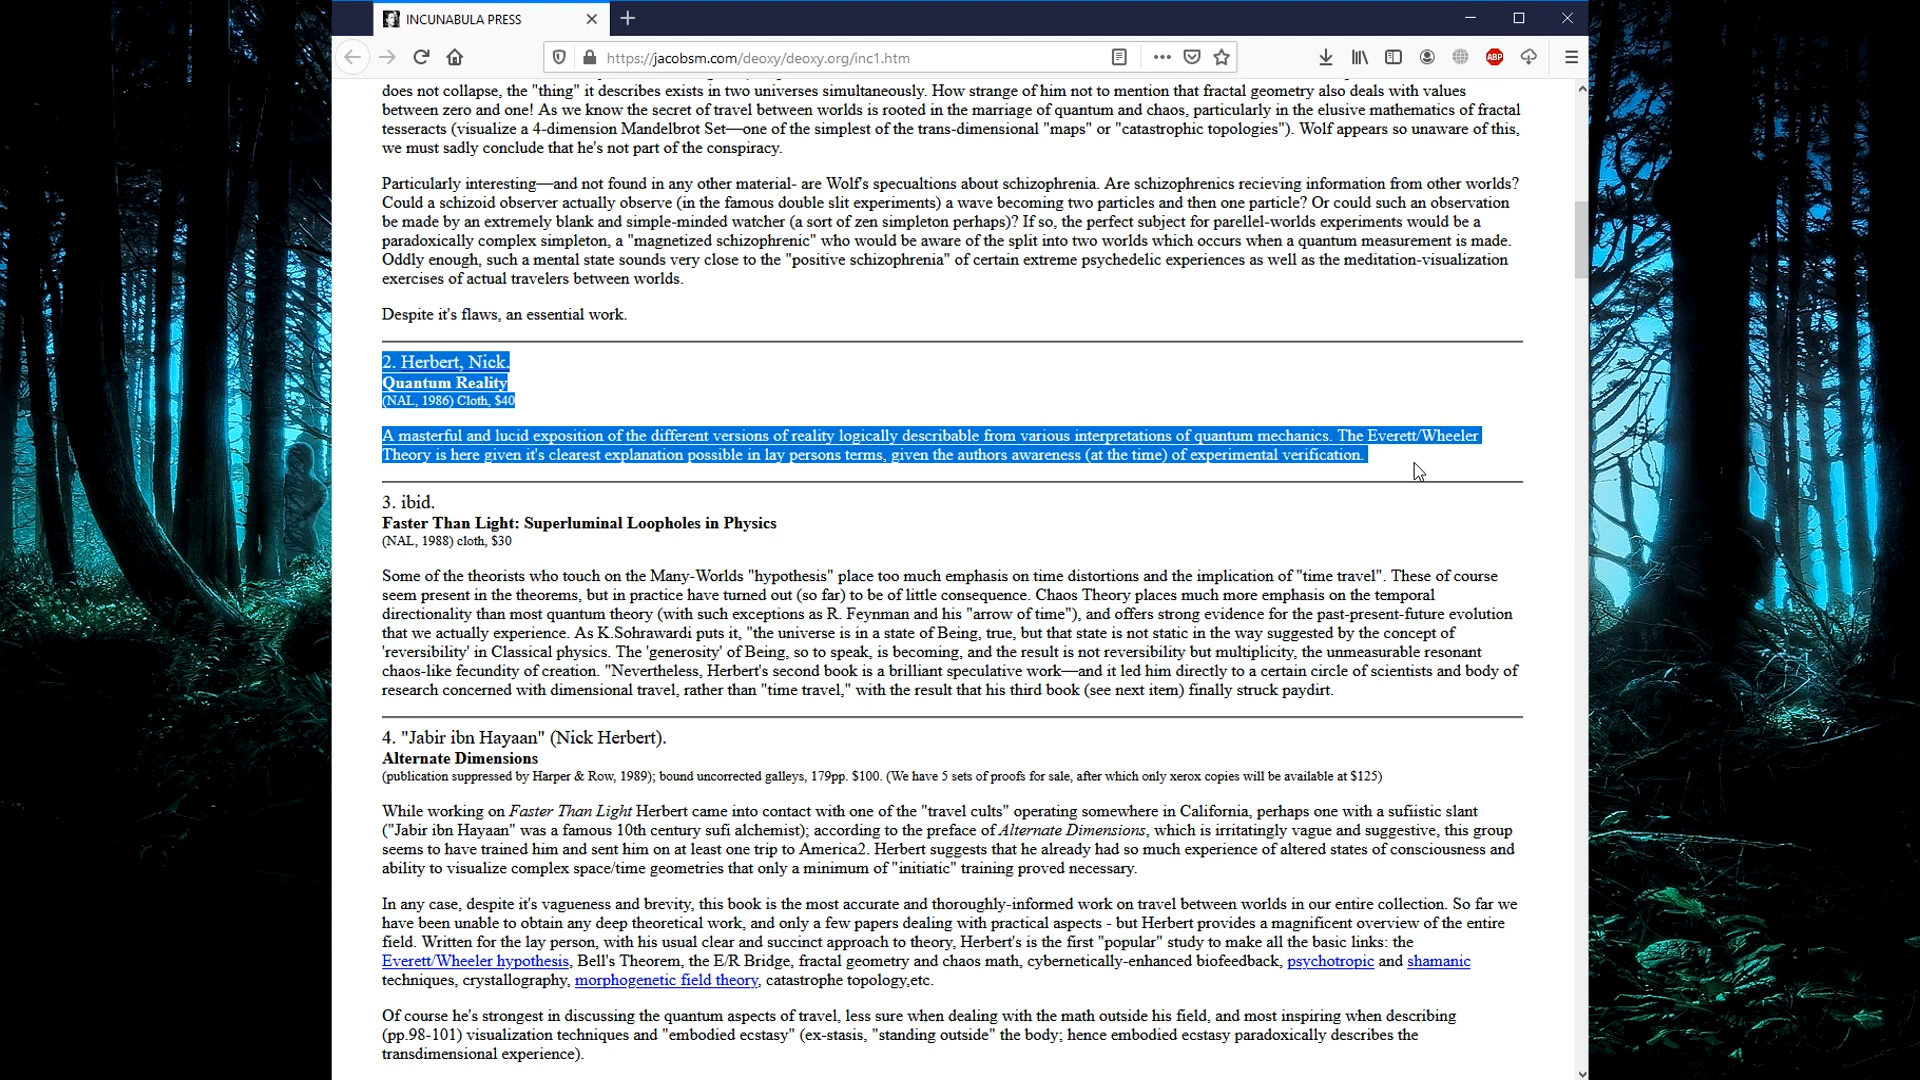 INCUNABULA PRESS
https://jacobsm.com/deoxy/deoxy.org/inc1.htm
ABP
does not collapse, the "thing" it describes exists in two universes simultaneously. How strange of him not to mention that fractal geometry also deals with values
between zero and one! As we know the secret of travel between worlds is rooted in the marriage of quantum and chaos, particularly in the elusive mathematics of fractal
tesseracts (visualize a 4-dimension Mandelbrot Set—one of the simplest of the trans-dimensional "maps" or "catastrophic topologies"). Wolf appears so unaware of this,
we must sadly conclude that he's not part of the conspiracy.
Particularly interesting—and not found in any other material- are Wolf's specualtions about schizophrenia. Are schizophrenics recieving information from other worlds?
Could a schizoid observer actually observe (in the famous double slit experiments) a wave becoming two particles and then one particle? Or could such an observation
be made by an extremely blank and simple-minded watcher (a sort of zen simpleton perhaps)? If so, the perfect subject for parellel-worlds experiments would be a
paradoxically complex simpleton, a "magnetized schizophrenic" who would be aware of the split into two worlds which occurs when a quantum measurement is made.
Oddly enough, such a mental state sounds very close to the "positive schizophrenia" of certain extreme psychedelic experiences as well as the meditation-visualization
exercises of actual travelers between worlds.
Despite it's flaws, an essential work.
2. Herbert, Nick.
Quantum Reality
(NAL, 1986) Cloth, $40
A masterful and lucid exposition of the different versions of reality logically describable from various interpretations of quantum mechanics. The Everett/Wheeler
Theory is here given it's clearest explanation possible in lay persons terms, given the authors awareness (at the time) of experimental verification.
3. ibid.
Faster Than Light: Superluminal Loopholes in Physics
(NAL, 1988) cloth, $30
Some of the theorists who touch on the Many-Worlds "hypothesis" place too much emphasis on time distortions and the implication of "time travel". These of course
seem present in the theorems, but in practice have turned out (so far) to be of little consequence. Chaos Theory places much more emphasis on the temporal
directionality than most quantum theory (with such exceptions as R. Feynman and his "arrow of time"), and offers strong evidence for the past-present-future evolution
that we actually experience. As K.Sohrawardi puts it, "the universe is in a state of Being, true, but that state is not static in the way suggested by the concept of
'reversibility' in Classical physics. The 'generosity' of Being, so to speak, is becoming, and the result is not reversibility but multiplicity, the unmeasurable resonant
chaos-like fecundity of creation. "Nevertheless, Herbert's second book is a brilliant speculative work—and it led him directly to a certain circle of scientists and body of
research concerned with dimensional travel, rather than "time travel," with the result that his third book (see next item) finally struck paydirt.
4. "Jabir ibn Hayaan" (Nick Herbert).
Alternate Dimensions
(publication suppressed by Harper & Row, 1989); bound uncorrected galleys, 179pp. $100. (We have 5 sets of proofs for sale, after which only xerox copies will be available at $125)
While working on Faster Than Light Herbert came into contact with one of the "travel cults" operating somewhere in California, perhaps one with a sufiistic slant
("Jabir ibn Hayaan" was a famous 10th century sufi alchemist); according to the preface of Alternate Dimensions, which is irritatingly vague and suggestive, this group
seems to have trained him and sent him on at least one trip to America2. Herbert suggests that he already had so much experience of altered states of consciousness and
ability to visualize complex space/time geometries that only a minimum of "initiatic" training proved necessary.
In any case, despite it's vagueness and brevity, this book is the most accurate and thoroughly-informed work on travel between worlds in our entire collection. So far we
have been unable to obtain any deep theoretical work, and only a few papers dealing with practical aspects - but Herbert provides a magnificent overview of the entire
field. Written for the lay person, with his usual clear and succinct approach to theory, Herbert's is the first "popular" study to make all the basic links: the
Everett/Wheeler hypothesis, Bell's Theorem, the E/R Bridge, fractal geometry and chaos math, cybernetically-enhanced biofeedback, psychotropic and shamanic
techniques, crystallography, morphogenetic field theory, catastrophe topology,etc.
Of course he's strongest in discussing the quantum aspects of travel, less sure when dealing with the math outside his field, and most inspiring when describing
(pp.98-101) visualization techniques and "embodied ecstasy" (ex-stasis, "standing outside" the body; hence embodied ecstasy paradoxically describes the
transdimensional experience).